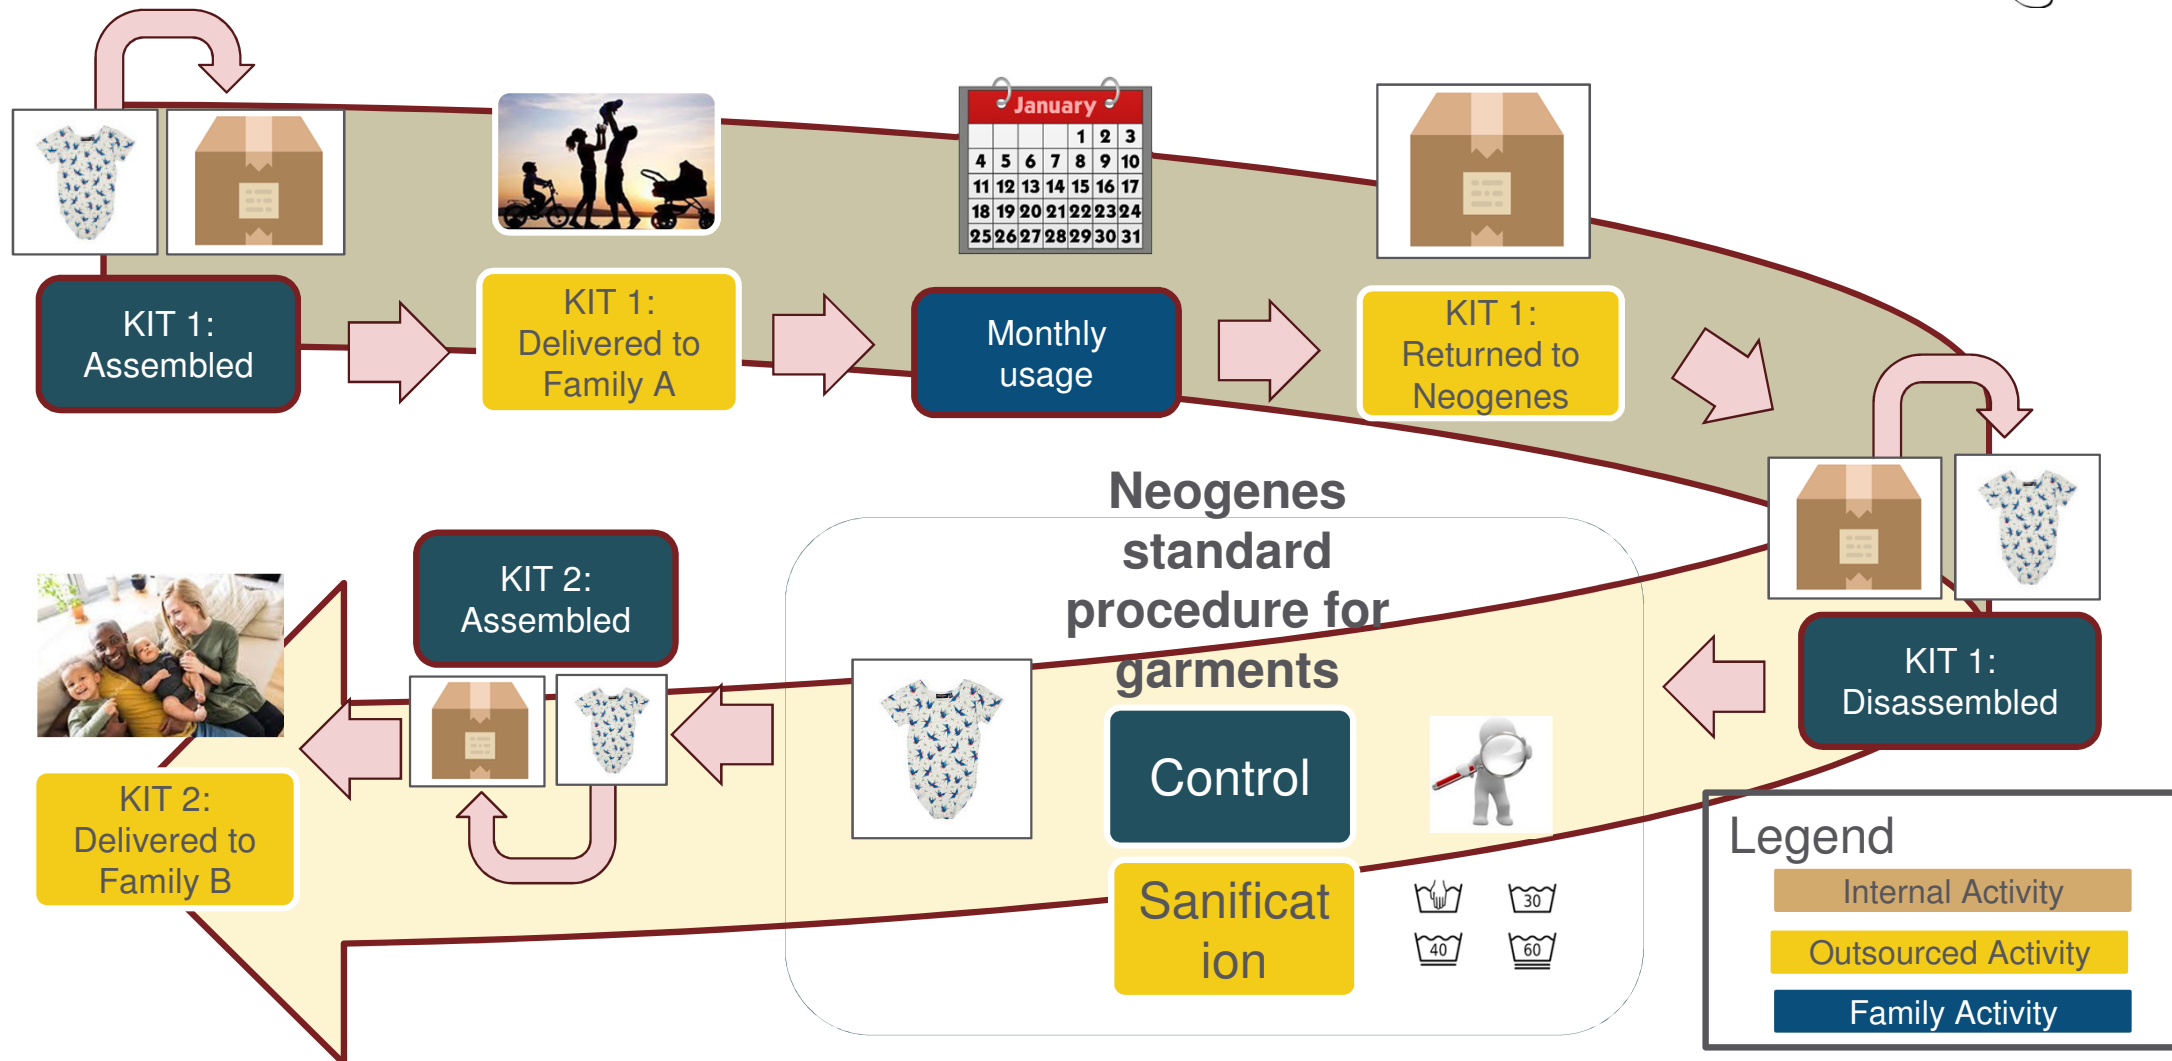 January
1 2 3
4 5 6 7 8 9 10
11 12 13 14 15 16 17
18 19 20 21 22 23 24
25 26 27 28 29 30 31
KIT 1:
Assembled
KIT 1:
Delivered to
Family A
Monthly
usage
KIT 1:
Returned to
Neogenes
Neogenes
standard
procedure for
garments
KIT 1:
Disassembled
KIT 2:
Assembled
Control
KIT 2:
Delivered to
Family B
Sanificat
ion
30
40
60
Legend
Internal Activity
Outsourced Activity
Family Activity